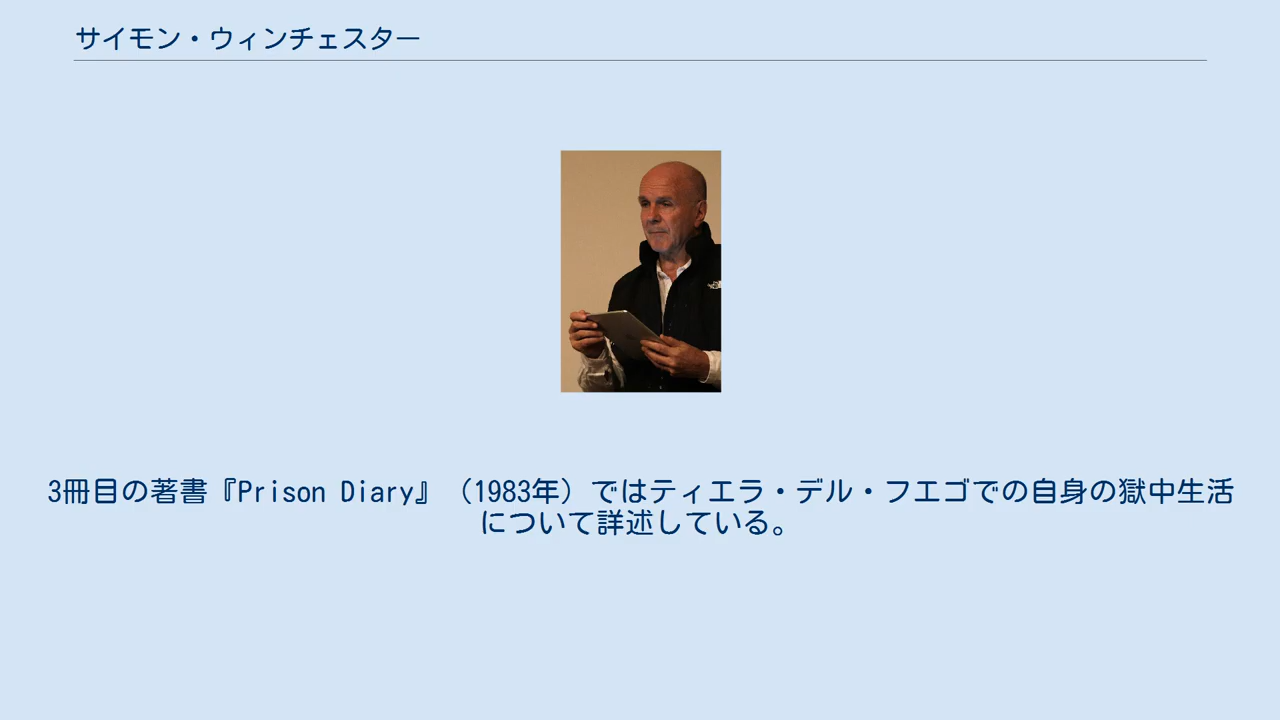 サイモン・ウィンチェスター
3冊目の著書『Prison Diary』（1983年）ではティエラ・デル・フエゴでの自身の獄中生活
について詳述している。